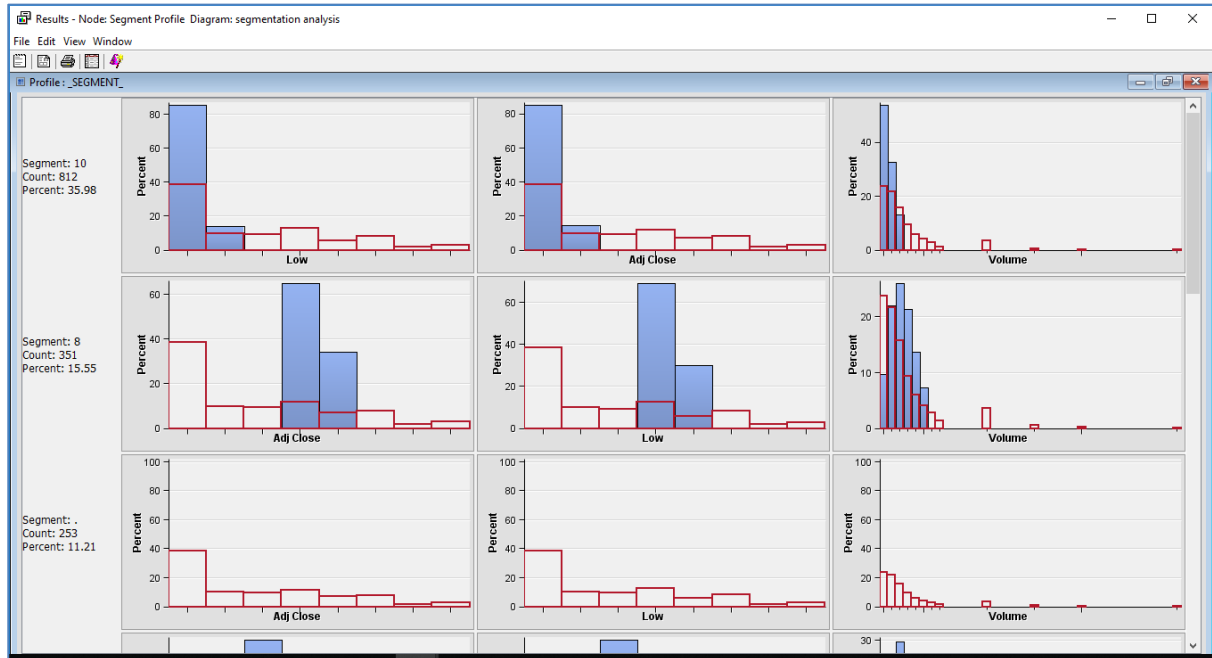 Results - Node: Segment Profile Diagram: segmentation analysis
File Edit View Window
Profile : _SEGMENT_
Segment: 10
Count: 812
Percent: 35.98
80
60
40
20
0
Percent
Low
80
60
40
20
0
Percent
Adj Close
40
20
0
Percent
Volume
Segment: 8
Count: 351
Percent: 15.55
60
40
20
0
Percent
Adj Close
60
40
20
0
Percent
Low
20
10
0
Percent
Volume
Segment: .
Count: 253
Percent: 11.21
100
80
60
40
20
0
Percent
Adj Close
100
80
60
40
20
0
Percent
Low
100
80
60
40
20
0
Percent
Volume
30